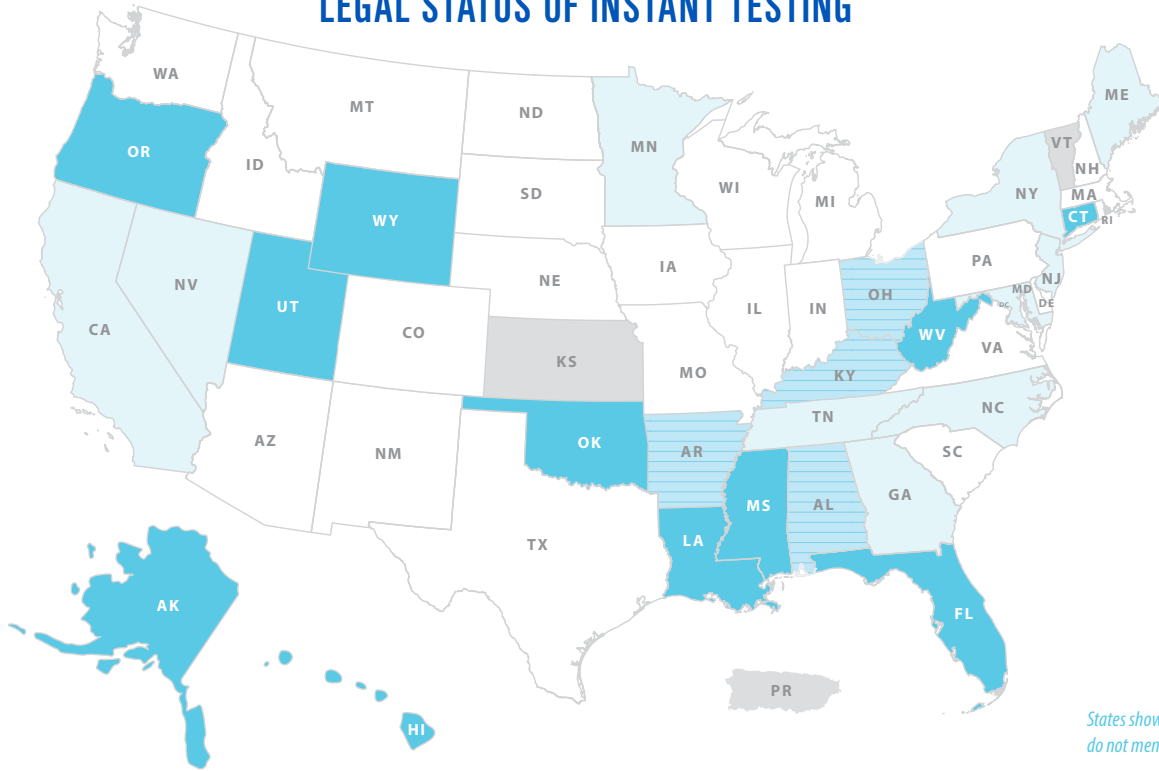 LEGAL STATUS OF INSTANT TESTING
WA
MT
ND
MN
ME
OR
ID
SD
WI
MI
NY
VT
NH
MA
CT
RI
WY
NV
UT
CO
NE
IA
IL
IN
OH
PA
NJ
MD
DE
DC
CA
KS
MO
KY
WV
VA
AZ
NM
OK
AR
TN
NC
SC
TX
LA
MS
AL
GA
FL
AK
HI
PR
States show
do not men